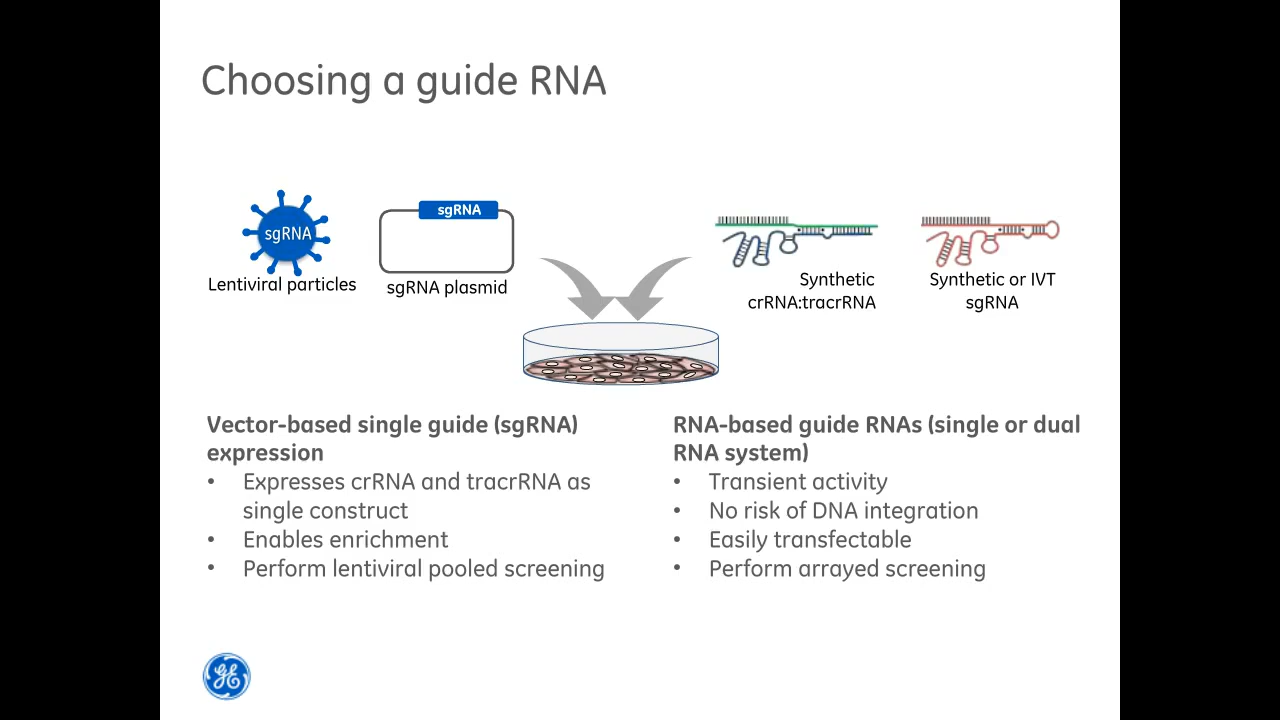 Choosing a guide RNA
sgRNA
Lentiviral particles
sgRNA
sgRNA plasmid
Synthetic
crRNA:tracrRNA
Synthetic or IVT
sgRNA
Vector-based single guide (sgRNA)
expression
• Expresses crRNA and tracrRNA as
single construct
• Enables enrichment
• Perform lentiviral pooled screening
RNA-based guide RNAs (single or dual
RNA system)
• Transient activity
• No risk of DNA integration
• Easily transfectable
• Perform arrayed screening
GE